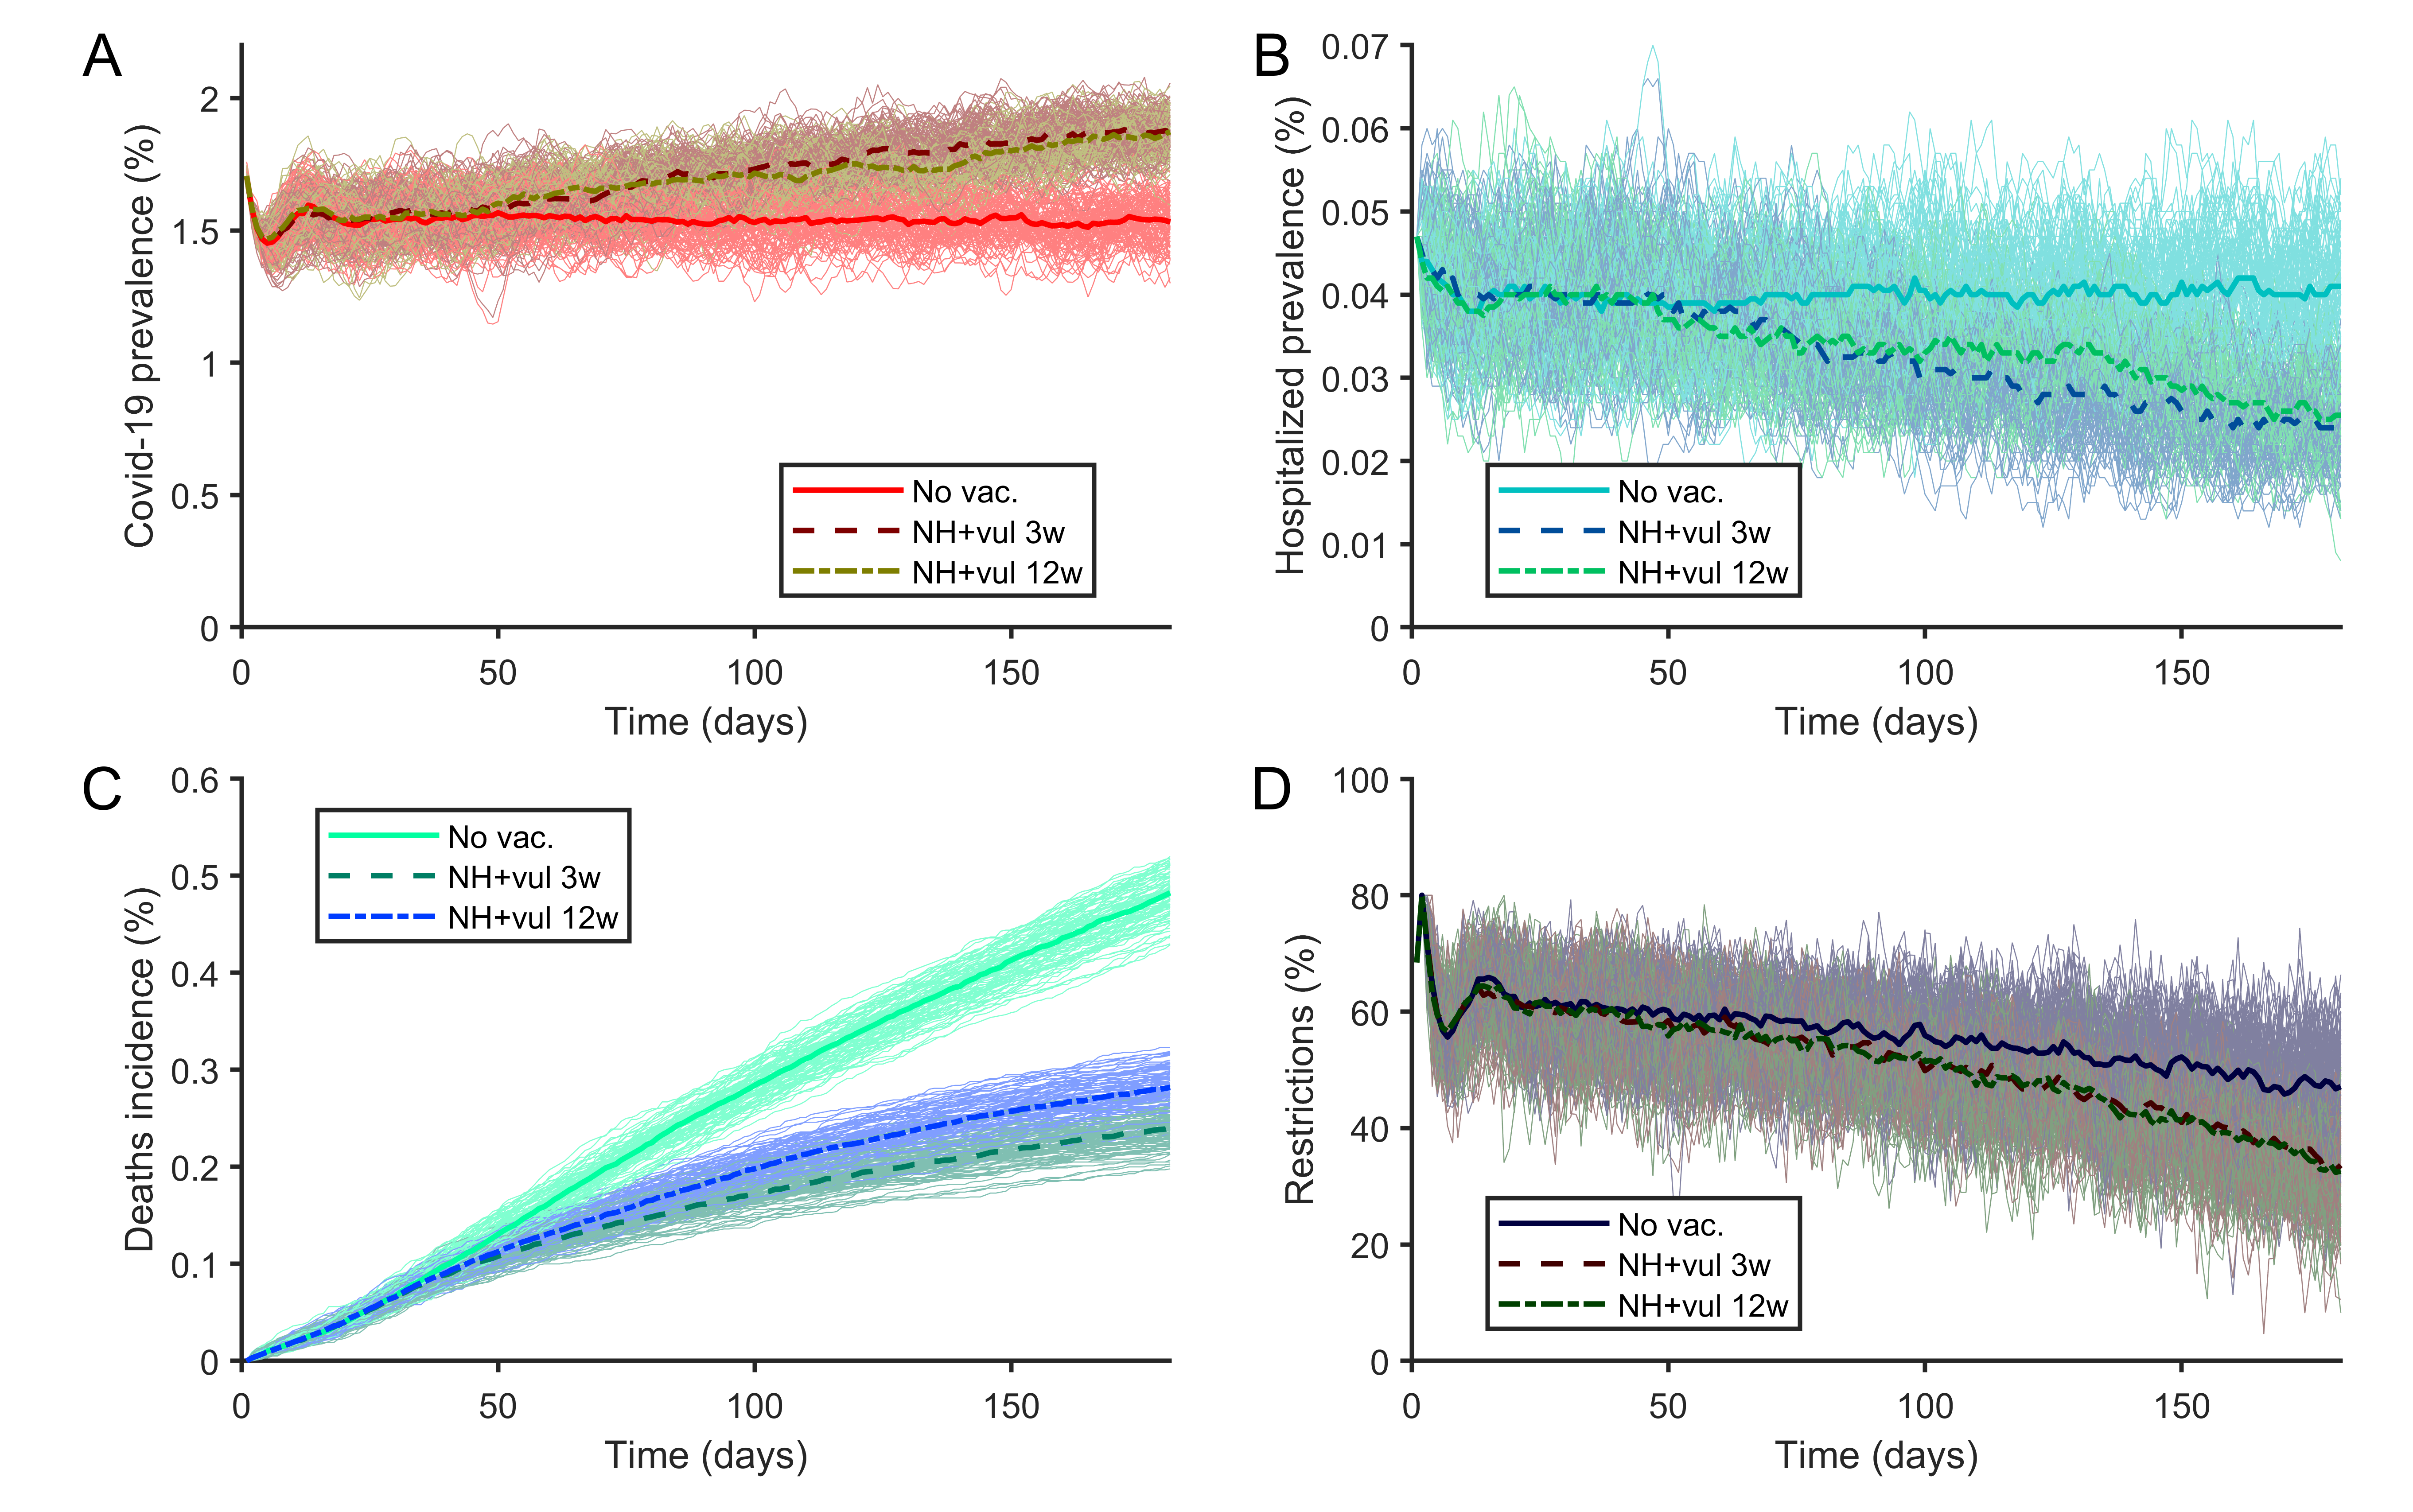 A
Covid-19 prevalence (%)
2
1.5
1
0.5
0
0 50 100 150
Time (days)
No vac.
NH+vul 3w
NH+vul 12w
B
Hospitalized prevalence (%)
0.07
0.06
0.05
0.04
0.03
0.02
0.01
0
0 50 100 150
Time (days)
No vac.
NH+vul 3w
NH+vul 12w
C
Deaths incidence (%)
0.6
0.5
0.4
0.3
0.2
0.1
0
0 50 100 150
Time (days)
No vac.
NH+vul 3w
NH+vul 12w
D
Restrictions (%)
100
80
60
40
20
0
0 50 100 150
Time (days)
No vac.
NH+vul 3w
NH+vul 12w